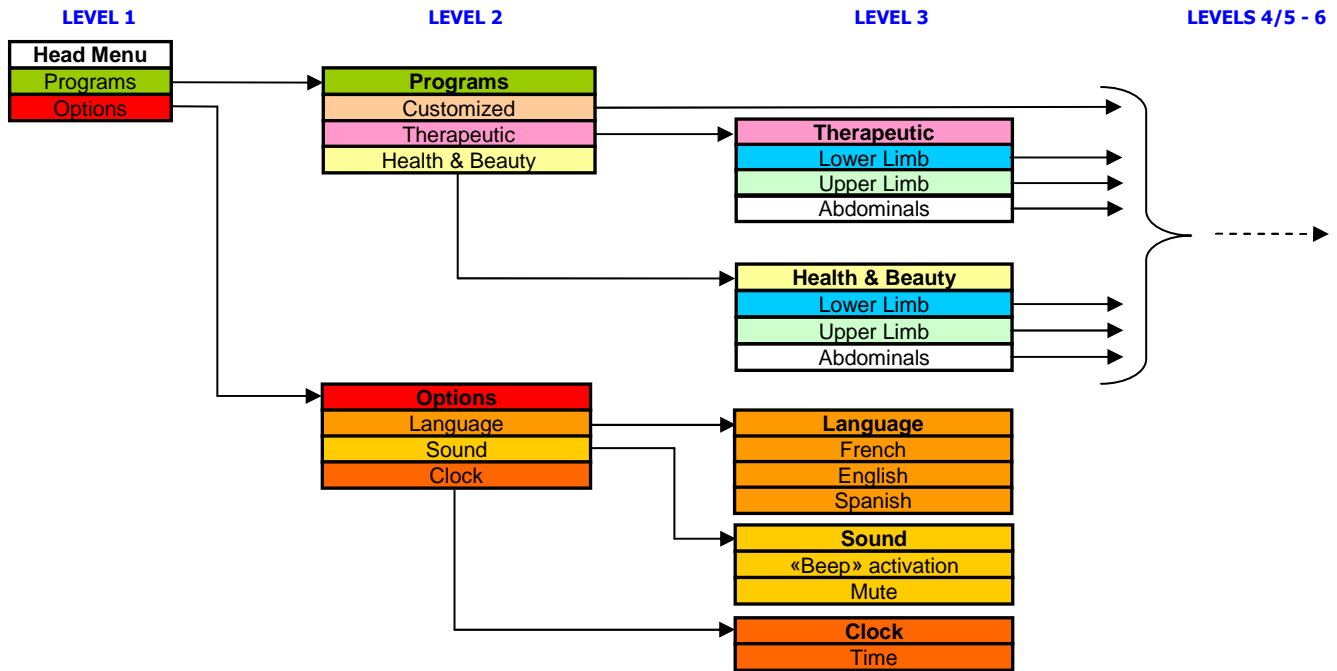 LEVEL 1
LEVEL 2
LEVEL 3
LEVELS 4/5 - 6
Head Menu
Programs
Options
Programs
Customized
Therapeutic
Health & Beauty
Therapeutic
Lower Limb
Upper Limb
Abdominals
Health & Beauty
Lower Limb
Upper Limb
Abdominals
Options
Language
Sound
Clock
Language
French
English
Spanish
Sound
«Beep» activation
Mute
Clock
Time